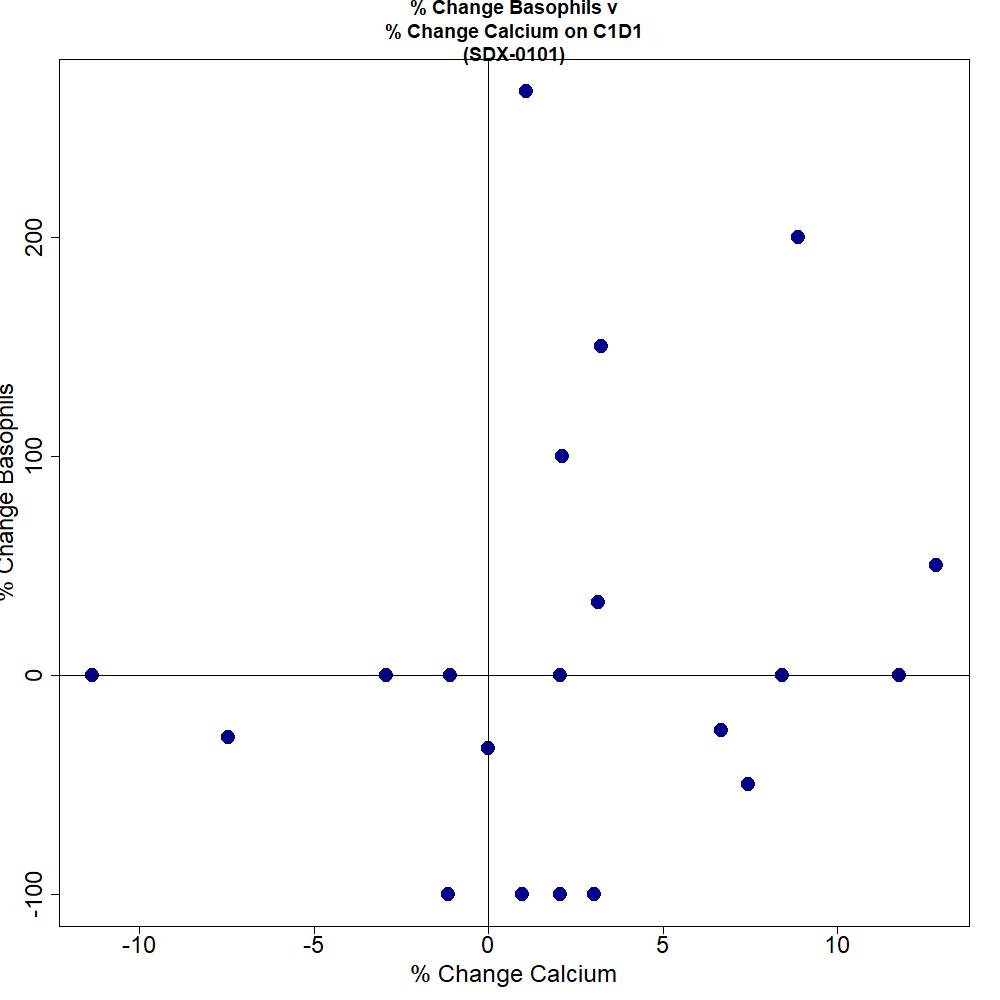 % Change Basophils v
% Change Calcium on C1D1
(SDX-0101)
% Change Basophils
200
100
0
-100
-10
-5
0
5
10
% Change Calcium